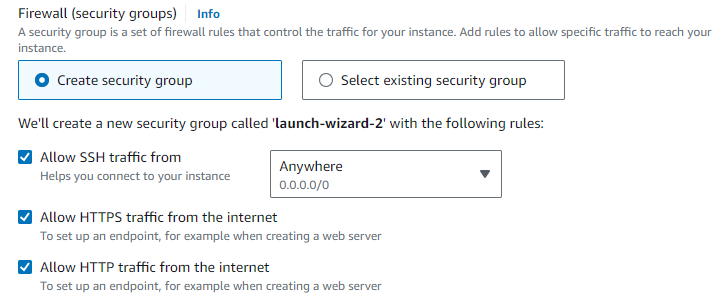 Firewall (security groups) Info
A security group is a set of firewall rules that control the traffic for your instance. Add rules to allow specific traffic to reach your
instance.
Create security group
Select existing security group
We'll create a new security group called 'launch-wizard-2' with the following rules:
Allow SSH traffic from
Helps you connect to your instance
Anywhere
0.0.0.0/0
Allow HTTPS traffic from the internet
To set up an endpoint, for example when creating a web server
Allow HTTP traffic from the internet
To set up an endpoint, for example when creating a web server